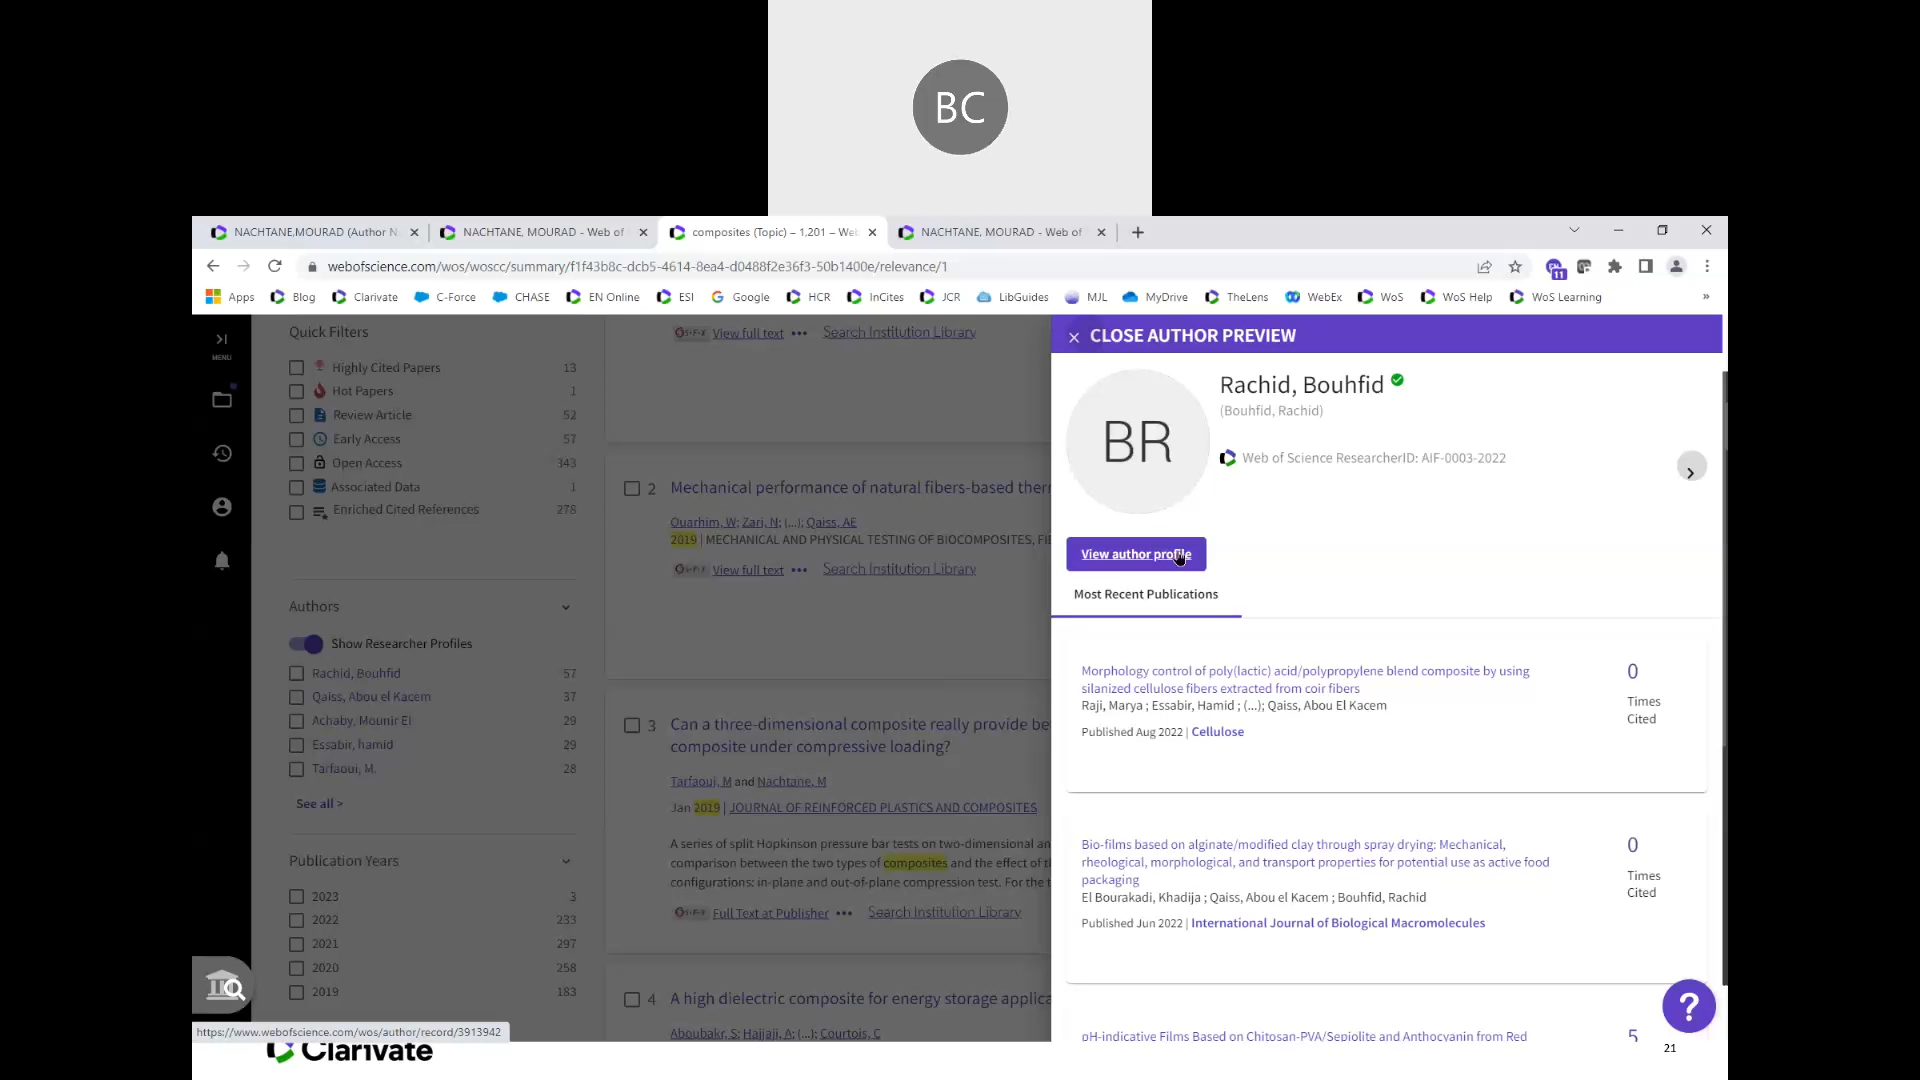 BC
NACHTANE,MOURAD (Author N
NACHTANE, MOURAD - Web of
composites (Topic) – 1,201 – Web
NACHTANE, MOURAD - Web of
webofscience.com/wos/woscc/summary/f1f43b8c-dcb5-4614-8ea4-d0488f2e36f3-50b1400e/relevance/1
11
Apps Blog Clarivate C-Force CHASE EN Online ESI Google HCR InCites JCR LibGuides MJL MyDrive TheLens WebEx WoS WoS Help WoS Learning »
MENU
Quick Filters
Highly Cited Papers 13
Hot Papers 1
Review Article 52
Early Access 57
Open Access 343
Associated Data 1
Enriched Cited References 278
Authors
Show Researcher Profiles
Rachid, Bouhfid 57
Qaiss, Abou el Kacem 37
Achaby, Mounir El 29
Essabir, hamid 29
Tarfaoui, M. 28
See all >
Publication Years
2023 3
2022 233
2021 297
2020 258
2019 183
View full text ••• Search Institution Library
2 Mechanical performance of natural fibers-based ther
Ouarhim, W; Zari, N; (...); Qaiss, AE
2019 | MECHANICAL AND PHYSICAL TESTING OF BIOCOMPOSITES, FI
View full text ••• Search Institution Library
3 Can a three-dimensional composite really provide be
composite under compressive loading?
Tarfaoui, M and Nachtane, M
Jan 2019 | JOURNAL OF REINFORCED PLASTICS AND COMPOSITES
A series of split Hopkinson pressure bar tests on two-dimensional an
comparison between the two types of composites and the effect of t
configurations: in-plane and out-of-plane compression test. For the t
Full Text at Publisher ••• Search Institution Library
4 A high dielectric composite for energy storage applica
Aboubakr, S; Hajjaji, A; (...); Courtois, C
CLOSE AUTHOR PREVIEW
BR
Rachid, Bouhfid
(Bouhfid, Rachid)
Web of Science ResearcherID: AIF-0003-2022
View author profile
Most Recent Publications
Morphology control of poly(lactic) acid/polypropylene blend composite by using
silanized cellulose fibers extracted from coir fibers
Raji, Marya ; Essabir, Hamid ; (...); Qaiss, Abou El Kacem
Published Aug 2022 | Cellulose
0
Times
Cited
Bio-films based on alginate/modified clay through spray drying: Mechanical,
rheological, morphological, and transport properties for potential use as active food
packaging
El Bourakadi, Khadija ; Qaiss, Abou el Kacem ; Bouhfid, Rachid
Published Jun 2022 | International Journal of Biological Macromolecules
0
Times
Cited
pH-indicative Films Based on Chitosan-PVA/Sepiolite and Anthocyanin from Red
5
?
https://www.webofscience.com/wos/author/record/3913942
Clarivate
21